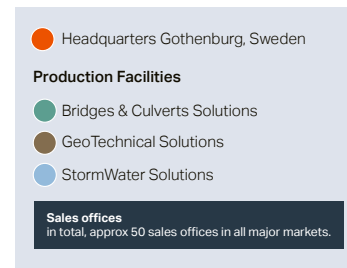 Headquarters Gothenburg, Sweden
Production Facilities
Bridges & Culverts Solutions
GeoTechnical Solutions
StormWater Solutions
Sales offices
in total, approx 50 sales offices in all major markets.